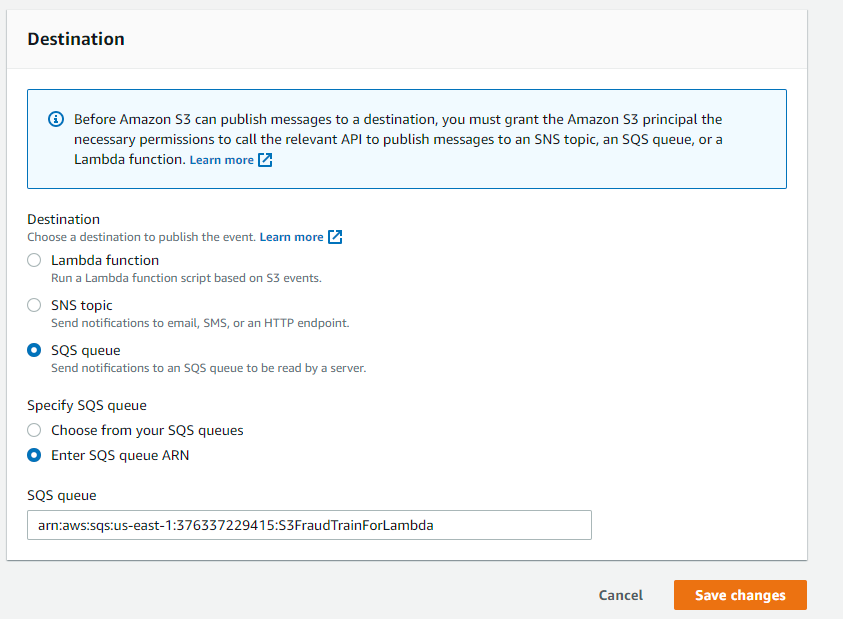 Destination
Before Amazon S3 can publish messages to a destination, you must grant the Amazon S3 principal the
necessary permissions to call the relevant API to publish messages to an SNS topic, an SQS queue, or a
Lambda function. Learn more
Destination
Choose a destination to publish the event. Learn more
Lambda function
Run a Lambda function script based on S3 events.
SNS topic
Send notifications to email, SMS, or an HTTP endpoint.
SQS queue
Send notifications to an SQS queue to be read by a server.
Specify SQS queue
Choose from your SQS queues
Enter SQS queue ARN
SQS queue
arn:aws:sqs:us-east-1:376337229415:S3FraudTrainForLambda
Cancel Save changes